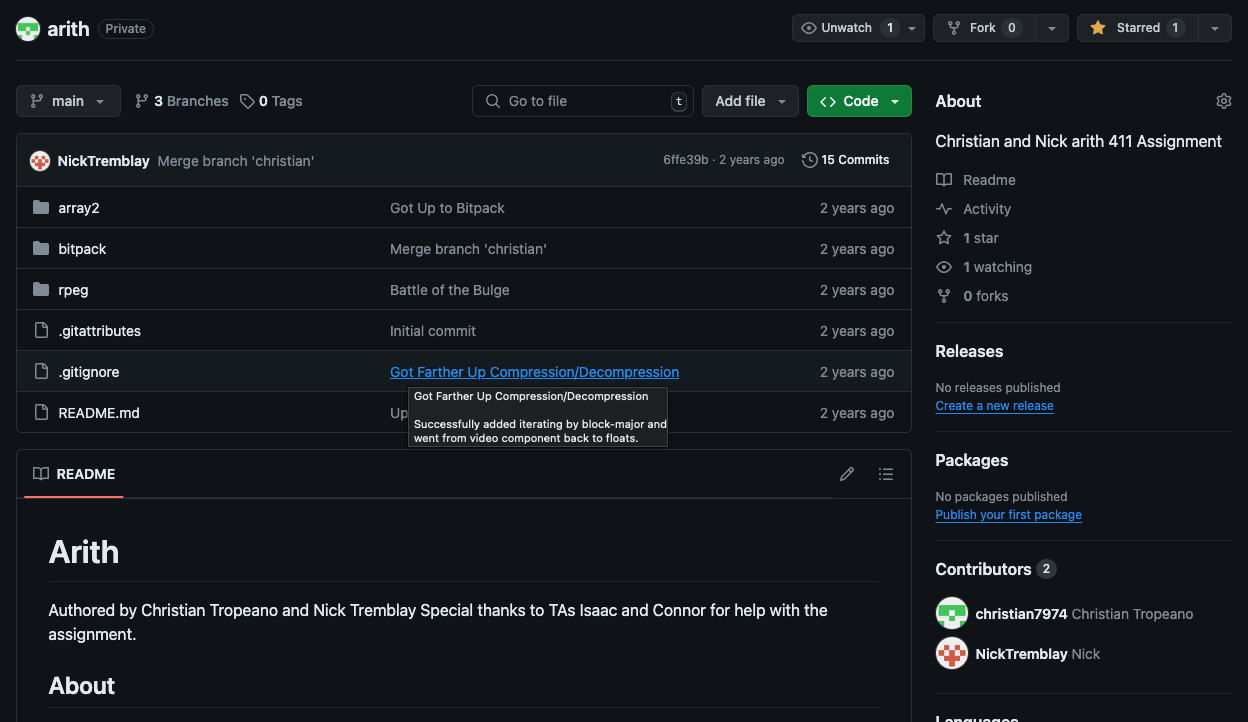 arith Private Unwatch 1 Fork 0 Starred 1
main 3 Branches 0 Tags Go to file t Add file Code
NickTremblay Merge branch 'christian' 6ffe39b · 2 years ago 15 Commits
array2 Got Up to Bitpack 2 years ago
bitpack Merge branch 'christian' 2 years ago
rpeg Battle of the Bulge 2 years ago
.gitattributes Initial commit 2 years ago
.gitignore Got Farther Up Compression/Decompression 2 years ago
README.md Up 2 years ago
Got Farther Up Compression/Decompression
Successfully added iterating by block-major and
went from video component back to floats.
README
Arith
Authored by Christian Tropeano and Nick Tremblay Special thanks to TAs Isaac and Connor for help with the
assignment.
About
About
Christian and Nick arith 411 Assignment
Readme
Activity
1 star
1 watching
0 forks
Releases
No releases published
Create a new release
Packages
No packages published
Publish your first package
Contributors 2
christian7974 Christian Tropeano
NickTremblay Nick
Languages